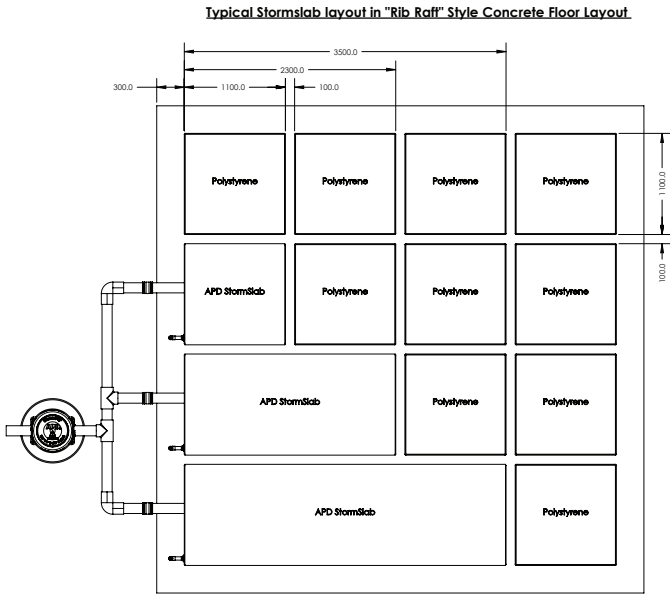 Typical Stormslab layout in "Rib Raft" Style Concrete Floor Layout
3500.0
2300.0
300.0 1100.0 100.0
Polystyrene Polystyrene Polystyrene Polystyrene
1100.0
APD StormSlab Polystyrene Polystyrene Polystyrene
100.0
APD StormSlab Polystyrene Polystyrene
APD StormSlab Polystyrene